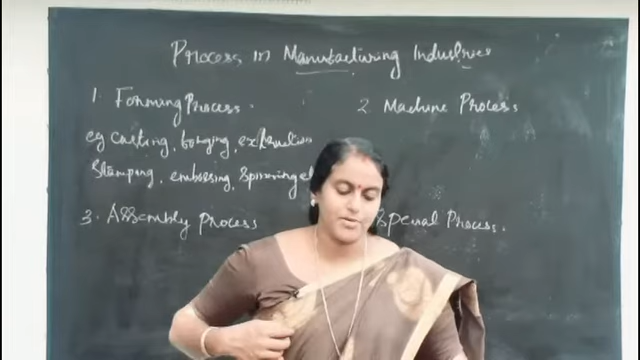 Process in Manufacturing Industries
1. Forming Process.
2. Machine Process.
eg casting, forging, extrusion
Stamping, embossing, spinning e
3. Assembly Process
Special Process.